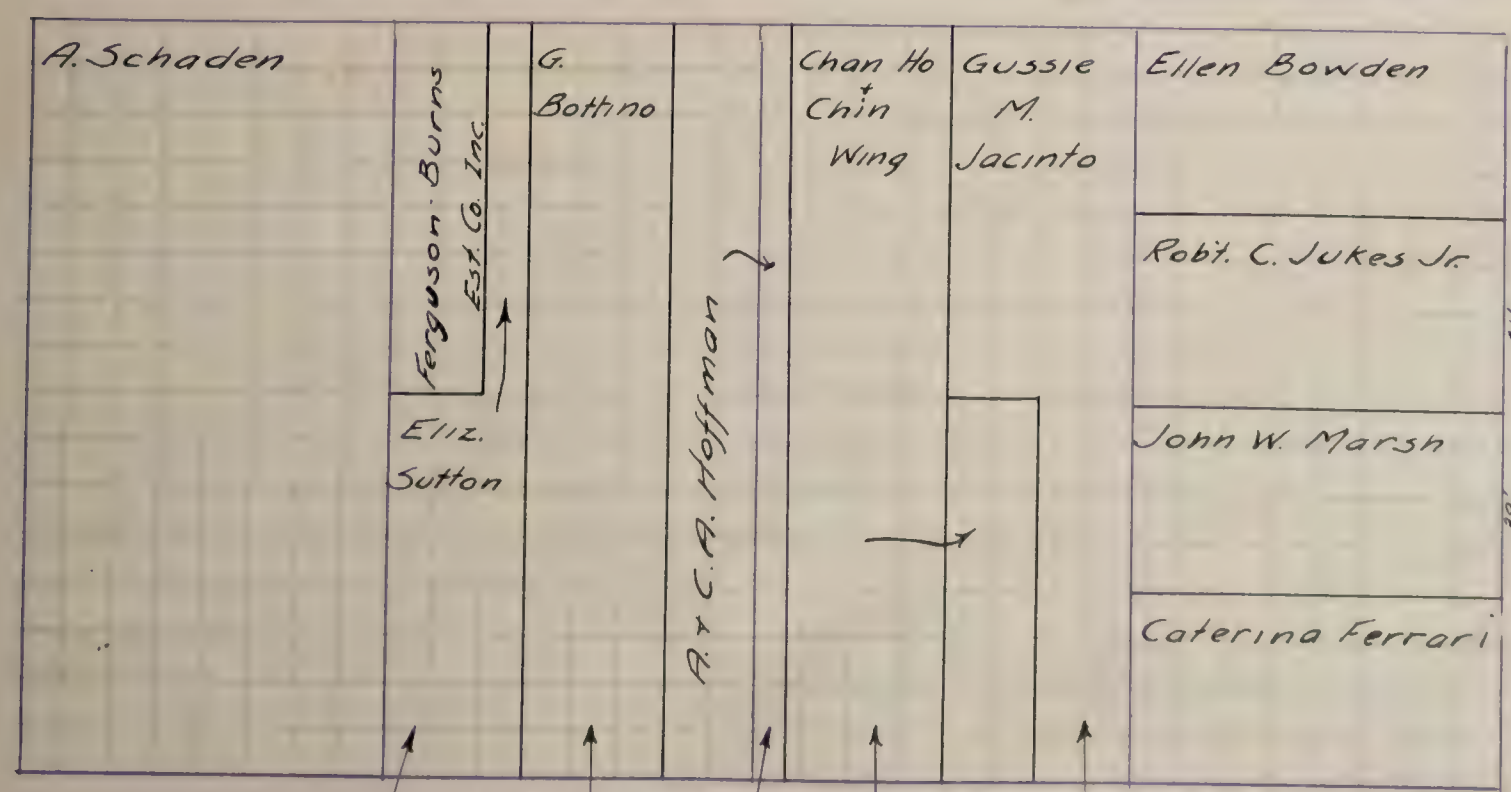 A. Schaden
Ferguson-Burns
Est. Co. Inc.
Eliz.
Sutton
G.
Bottino
A. + C. A. Hoffman
Chan Ho
+
Chin
Wing
Gussie
M.
Jacinto
Ellen Bowden
Robt. C. Jukes Jr.
John W. Marsh
Caterina Ferrari